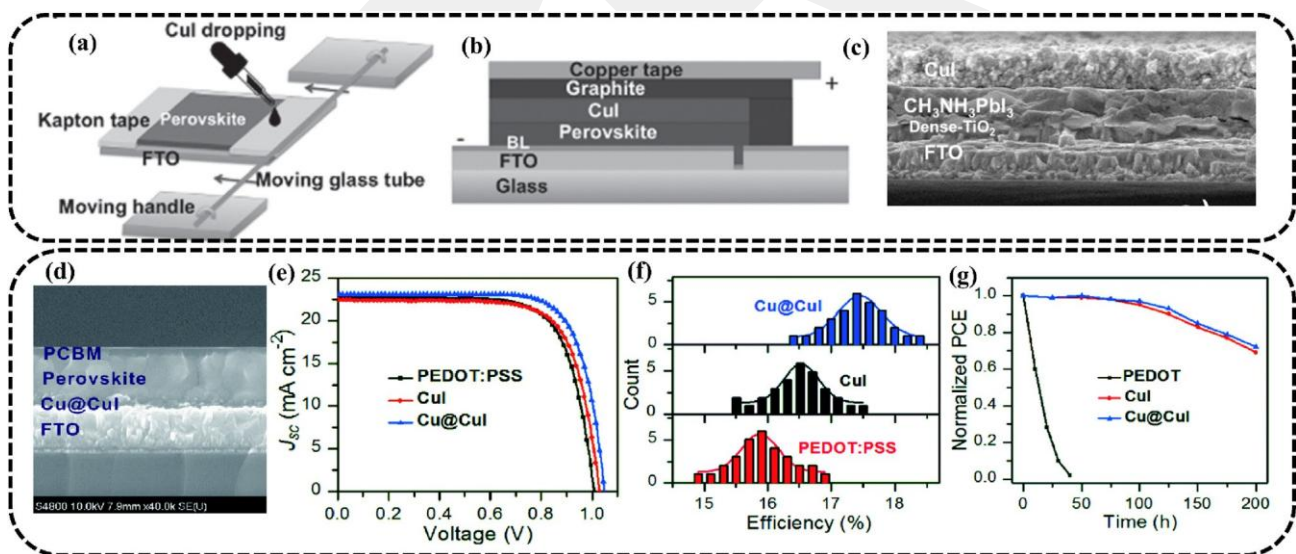 (a)
CuI dropping
Kapton tape
Perovskite
FTO
Moving glass tube
Moving handle
(b)
Copper tape
+
Graphite
CuI
Perovskite
-
BL
FTO
Glass
(c)
CuI
CH₃NH₃PbI₃
Dense-TiO₂
FTO
(d)
PCBM
Perovskite
Cu@CuI
FTO
S4800 10.0kV 7.9mm x40.0k SE(U)
(e)
25
20
15
10
5
0
J_SC (mA cm⁻²)
PEDOT:PSS
CuI
Cu@CuI
0.0 0.2 0.4 0.6 0.8 1.0
Voltage (V)
(f)
5
0
Cu@CuI
5
0
CuI
5
0
PEDOT:PSS
Count
15 16 17 18
Efficiency (%)
(g)
1.0
0.8
0.6
0.4
0.2
0.0
Normalized PCE
PEDOT
CuI
Cu@CuI
0 25 50 75 100 125 150 175 200
Time (h)